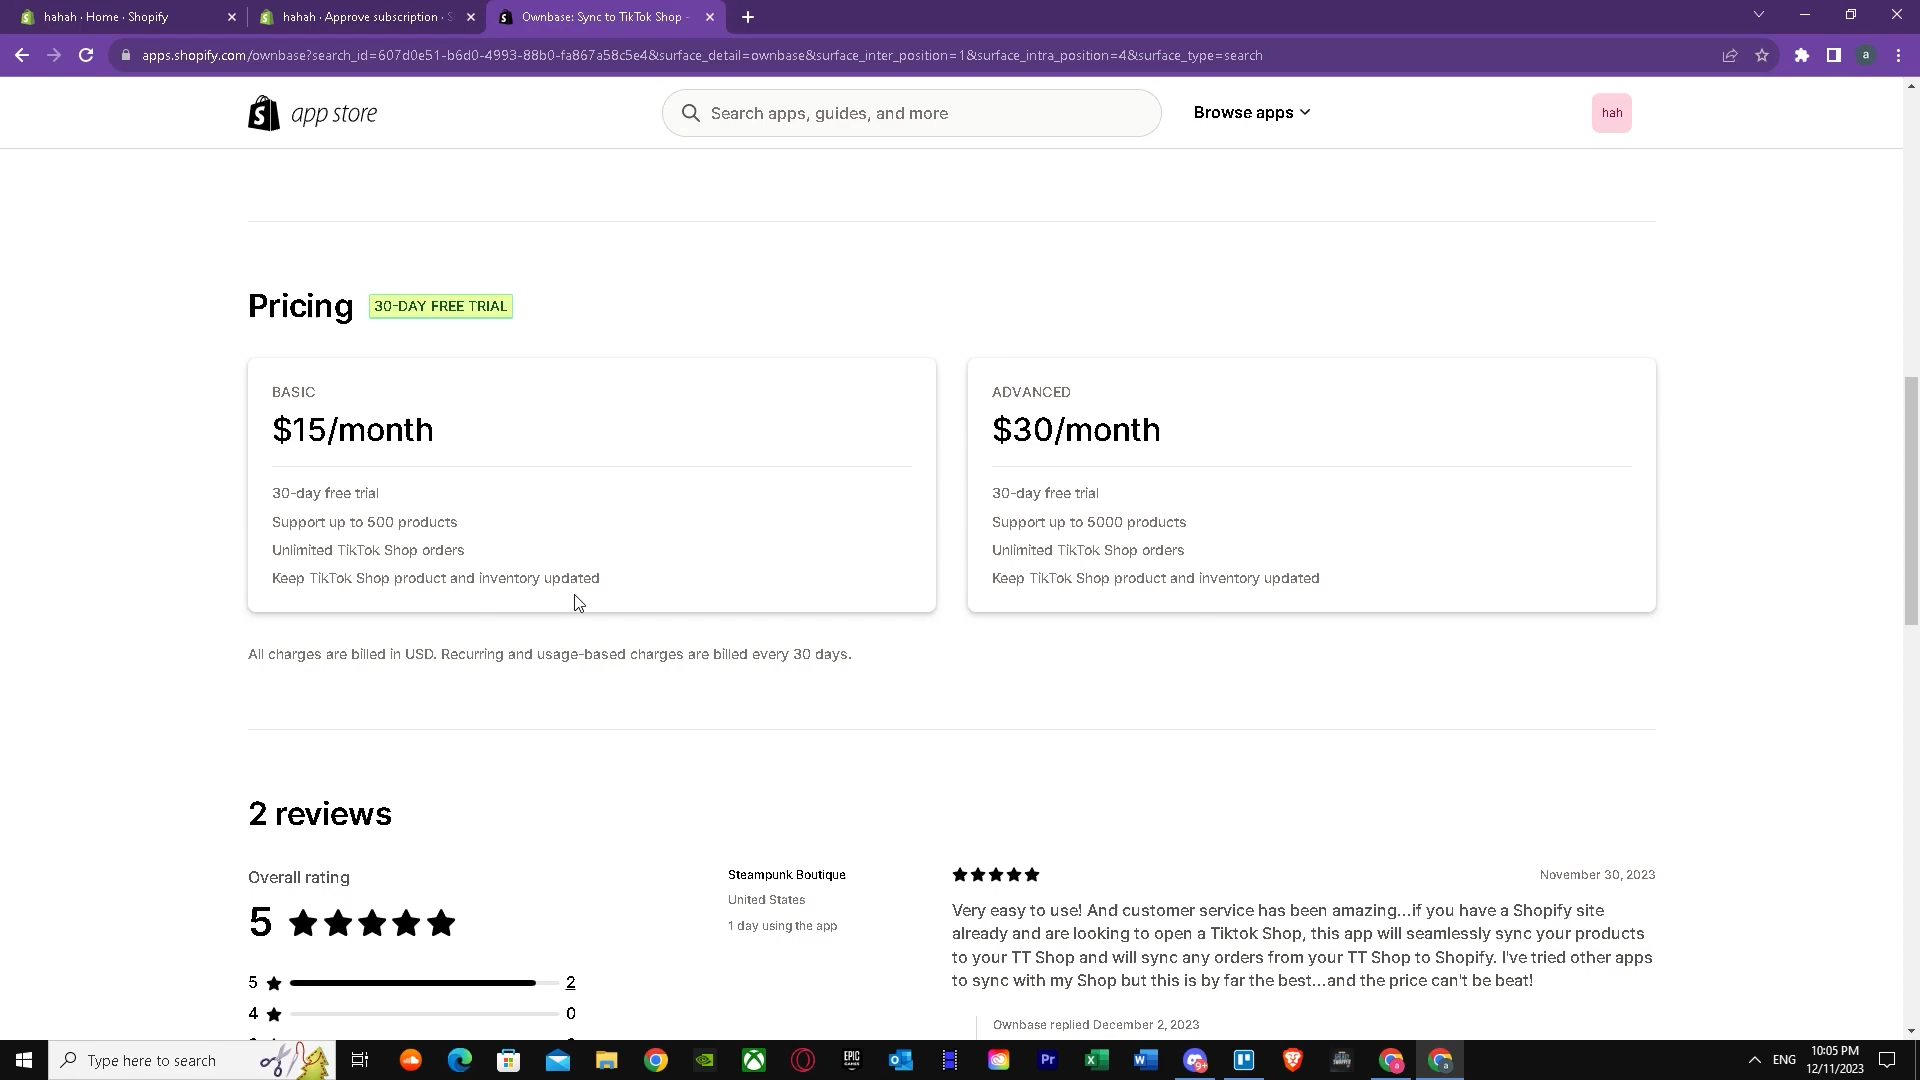 hahah · Home · Shopify
hahah · Approve subscription · S
Ownbase: Sync to TikTok Shop -
apps.shopify.com/ownbase?search_id=607d0e51-b6d0-4993-88b0-fa867a58c5e4&surface_detail=ownbase&surface_inter_position=1&surface_intra_position=4&surface_type=search
a
app store
Search apps, guides, and more
Browse apps
hah
Pricing
30-DAY FREE TRIAL
BASIC
$15/month
30-day free trial
Support up to 500 products
Unlimited TikTok Shop orders
Keep TikTok Shop product and inventory updated
ADVANCED
$30/month
30-day free trial
Support up to 5000 products
Unlimited TikTok Shop orders
Keep TikTok Shop product and inventory updated
All charges are billed in USD. Recurring and usage-based charges are billed every 30 days.
2 reviews
Overall rating
5
5 2
4 0
Steampunk Boutique
United States
1 day using the app
November 30, 2023
Very easy to use! And customer service has been amazing...if you have a Shopify site
already and are looking to open a Tiktok Shop, this app will seamlessly sync your products
to your TT Shop and will sync any orders from your TT Shop to Shopify. I've tried other apps
to sync with my Shop but this is by far the best...and the price can't be beat!
Ownbase replied December 2, 2023
Type here to search
EPIC GAMES
Pr
ENG
10:05 PM
12/11/2023